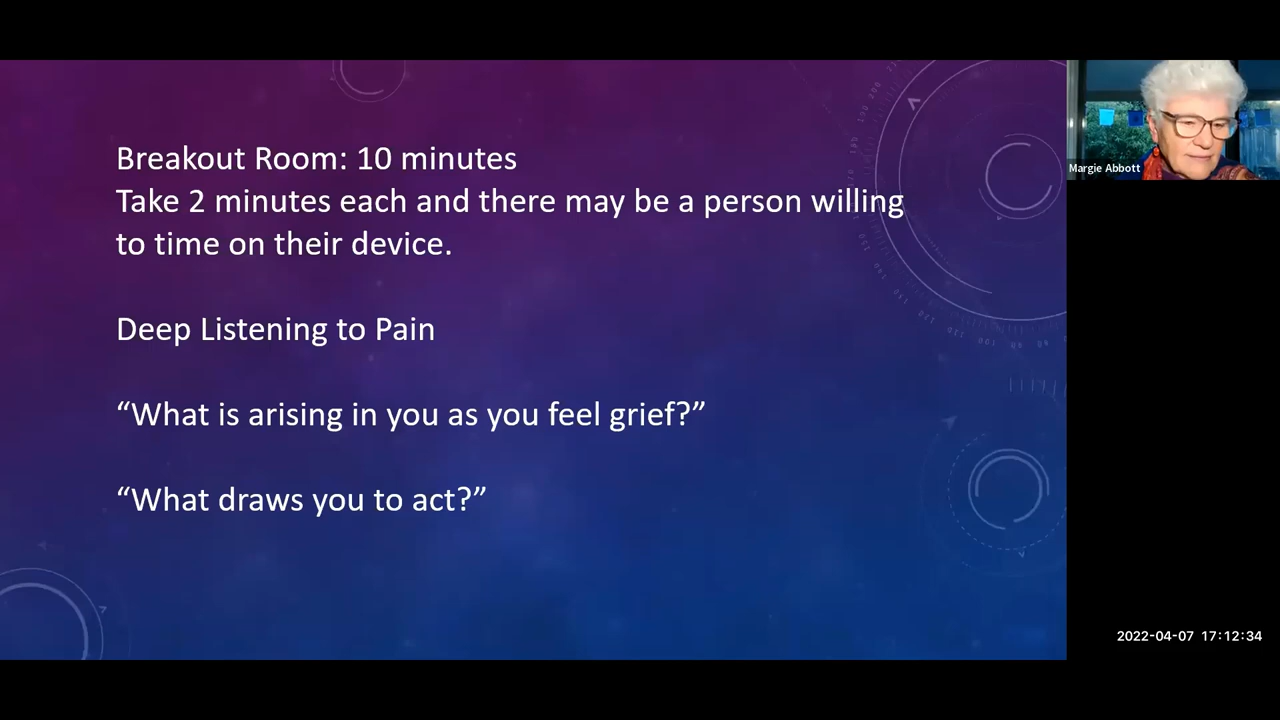 Breakout Room: 10 minutes
Take 2 minutes each and there may be a person willing
to time on their device.
Deep Listening to Pain
“What is arising in you as you feel grief?”
“What draws you to act?”
Margie Abbott
2022-04-07 17:12:34